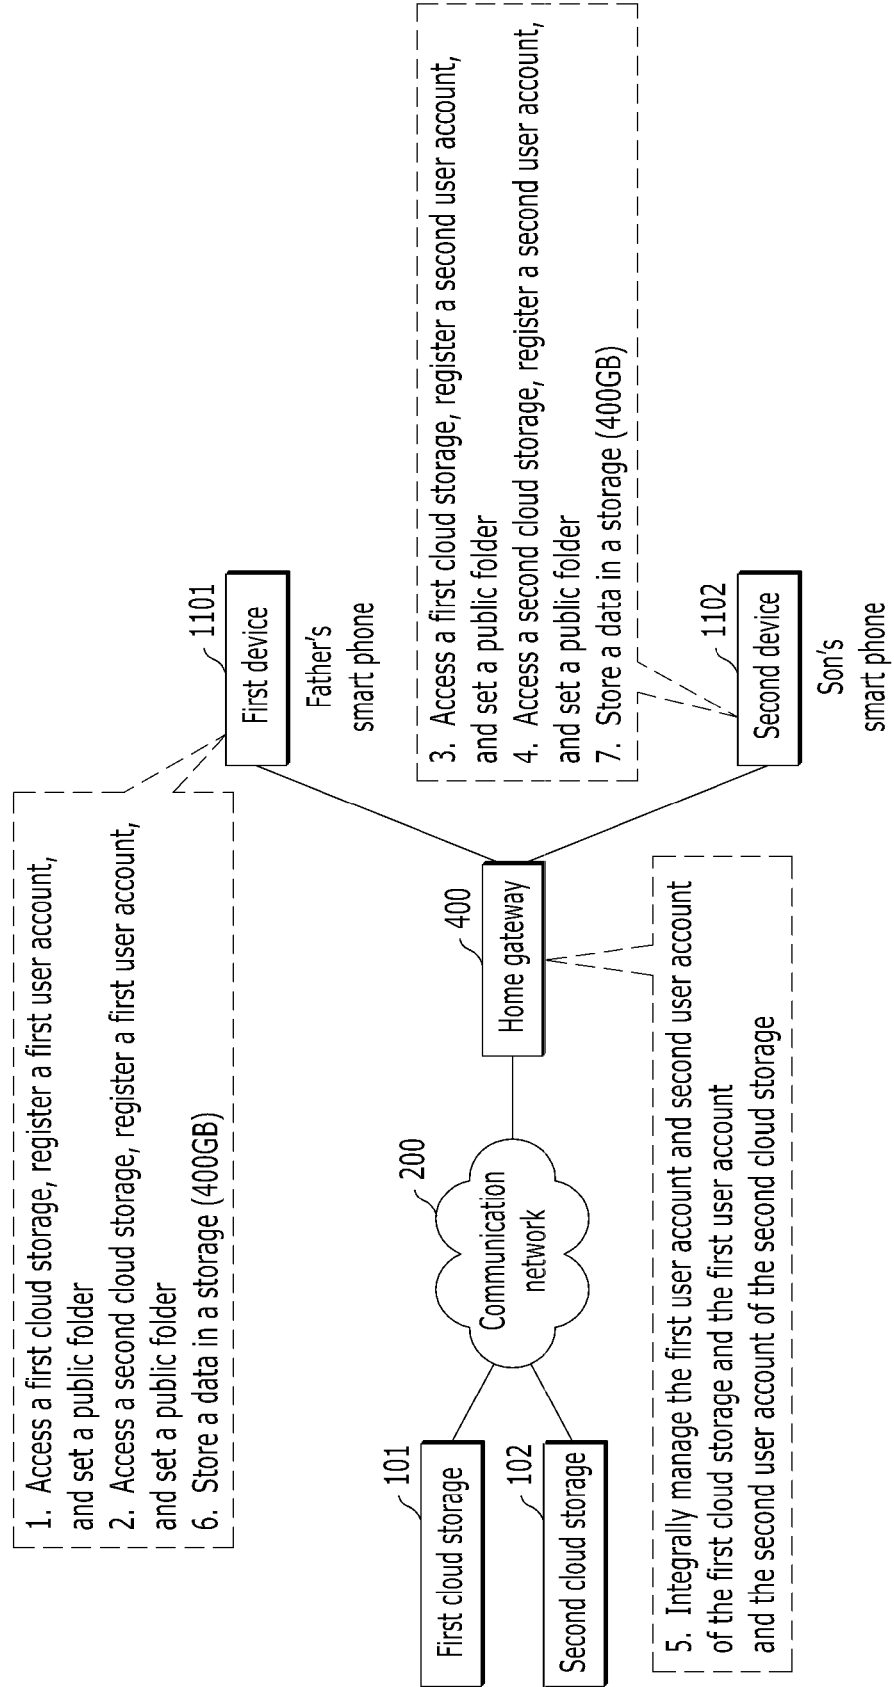 1. Access a first cloud storage, register a first user account,
and set a public folder
2. Access a second cloud storage, register a first user account,
and set a public folder
6. Store a data in a storage (400GB)
1101
First device
Father's
smart phone
3. Access a first cloud storage, register a second user account,
and set a public folder
4. Access a second cloud storage, register a second user account,
and set a public folder
7. Store a data in a storage (400GB)
101
First cloud storage
102
Second cloud storage
200
Communication
network
400
Home gateway
1102
Second device
Son's
smart phone
5. Integrally manage the first user account and second user account
of the first cloud storage and the first user account
and the second user account of the second cloud storage